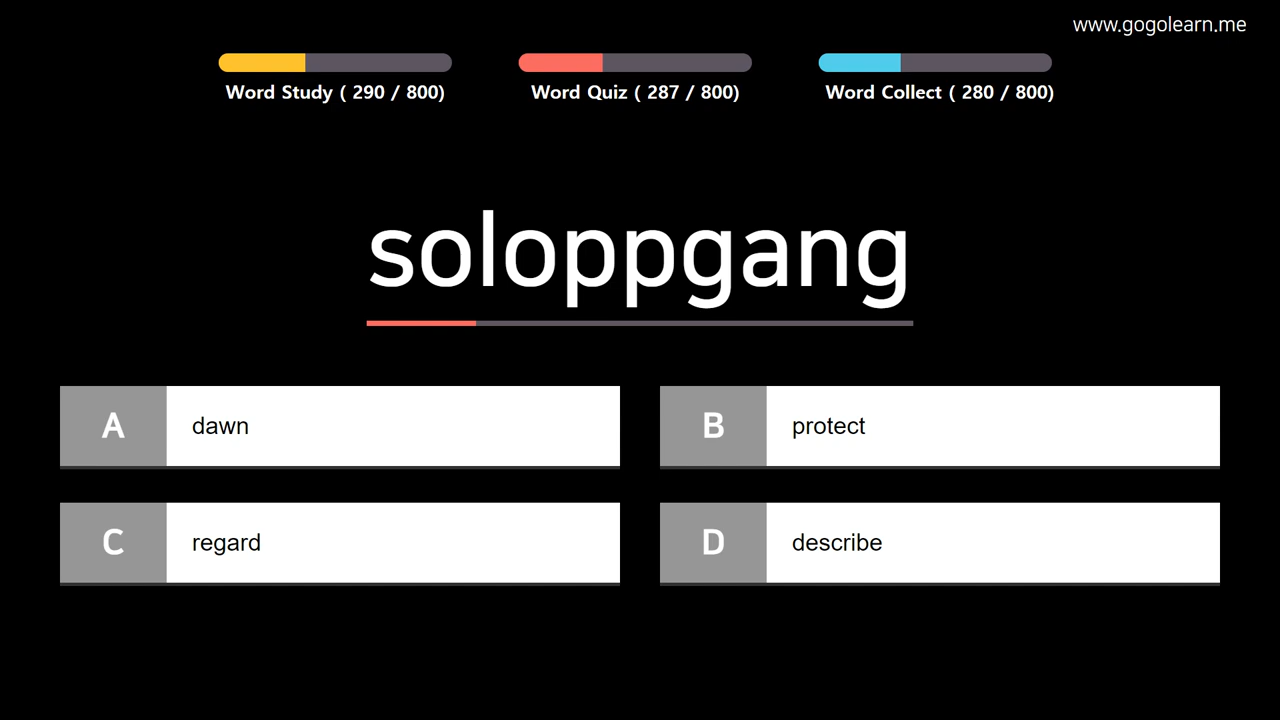 www.gogolearn.me
Word Study ( 290 / 800)
Word Quiz ( 287 / 800)
Word Collect ( 280 / 800)
soloppgang
A dawn
B protect
C regard
D describe